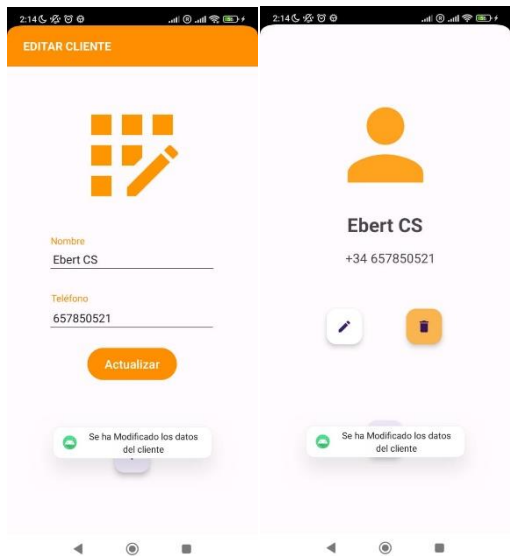 2:14
EDITAR CLIENTE
Nombre
Ebert CS
Teléfono
657850521
Actualizar
Se ha Modificado los datos
del cliente
2:14
Ebert CS
+34 657850521
Se ha Modificado los datos
del cliente